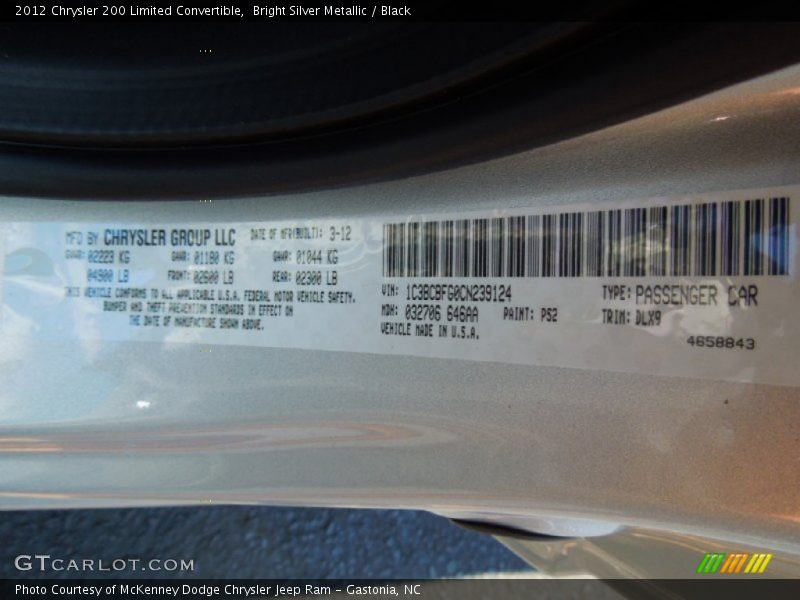 2012 Chrysler 200 Limited Convertible, Bright Silver Metallic / Black
MFD BY CHRYSLER GROUP LLC DATE OF MFR(BUILT): 3-12
GVWR: 02223 KG GAWR: 01180 KG GAWR: 01044 KG
04900 LB FRONT: 02600 LB REAR: 02300 LB
THIS VEHICLE CONFORMS TO ALL APPLICABLE U.S.A. FEDERAL MOTOR VEHICLE SAFETY,
BUMPER AND THEFT PREVENTION STANDARDS IN EFFECT ON
THE DATE OF MANUFACTURE SHOWN ABOVE.
VIN: 1C3BCBFG0CN239124 TYPE: PASSENGER CAR
MDH: 032706 646AA PAINT: PS2 TRIM: DLX9
VEHICLE MADE IN U.S.A.
4658843
GTCARLOT.COM
Photo Courtesy of McKenney Dodge Chrysler Jeep Ram – Gastonia, NC